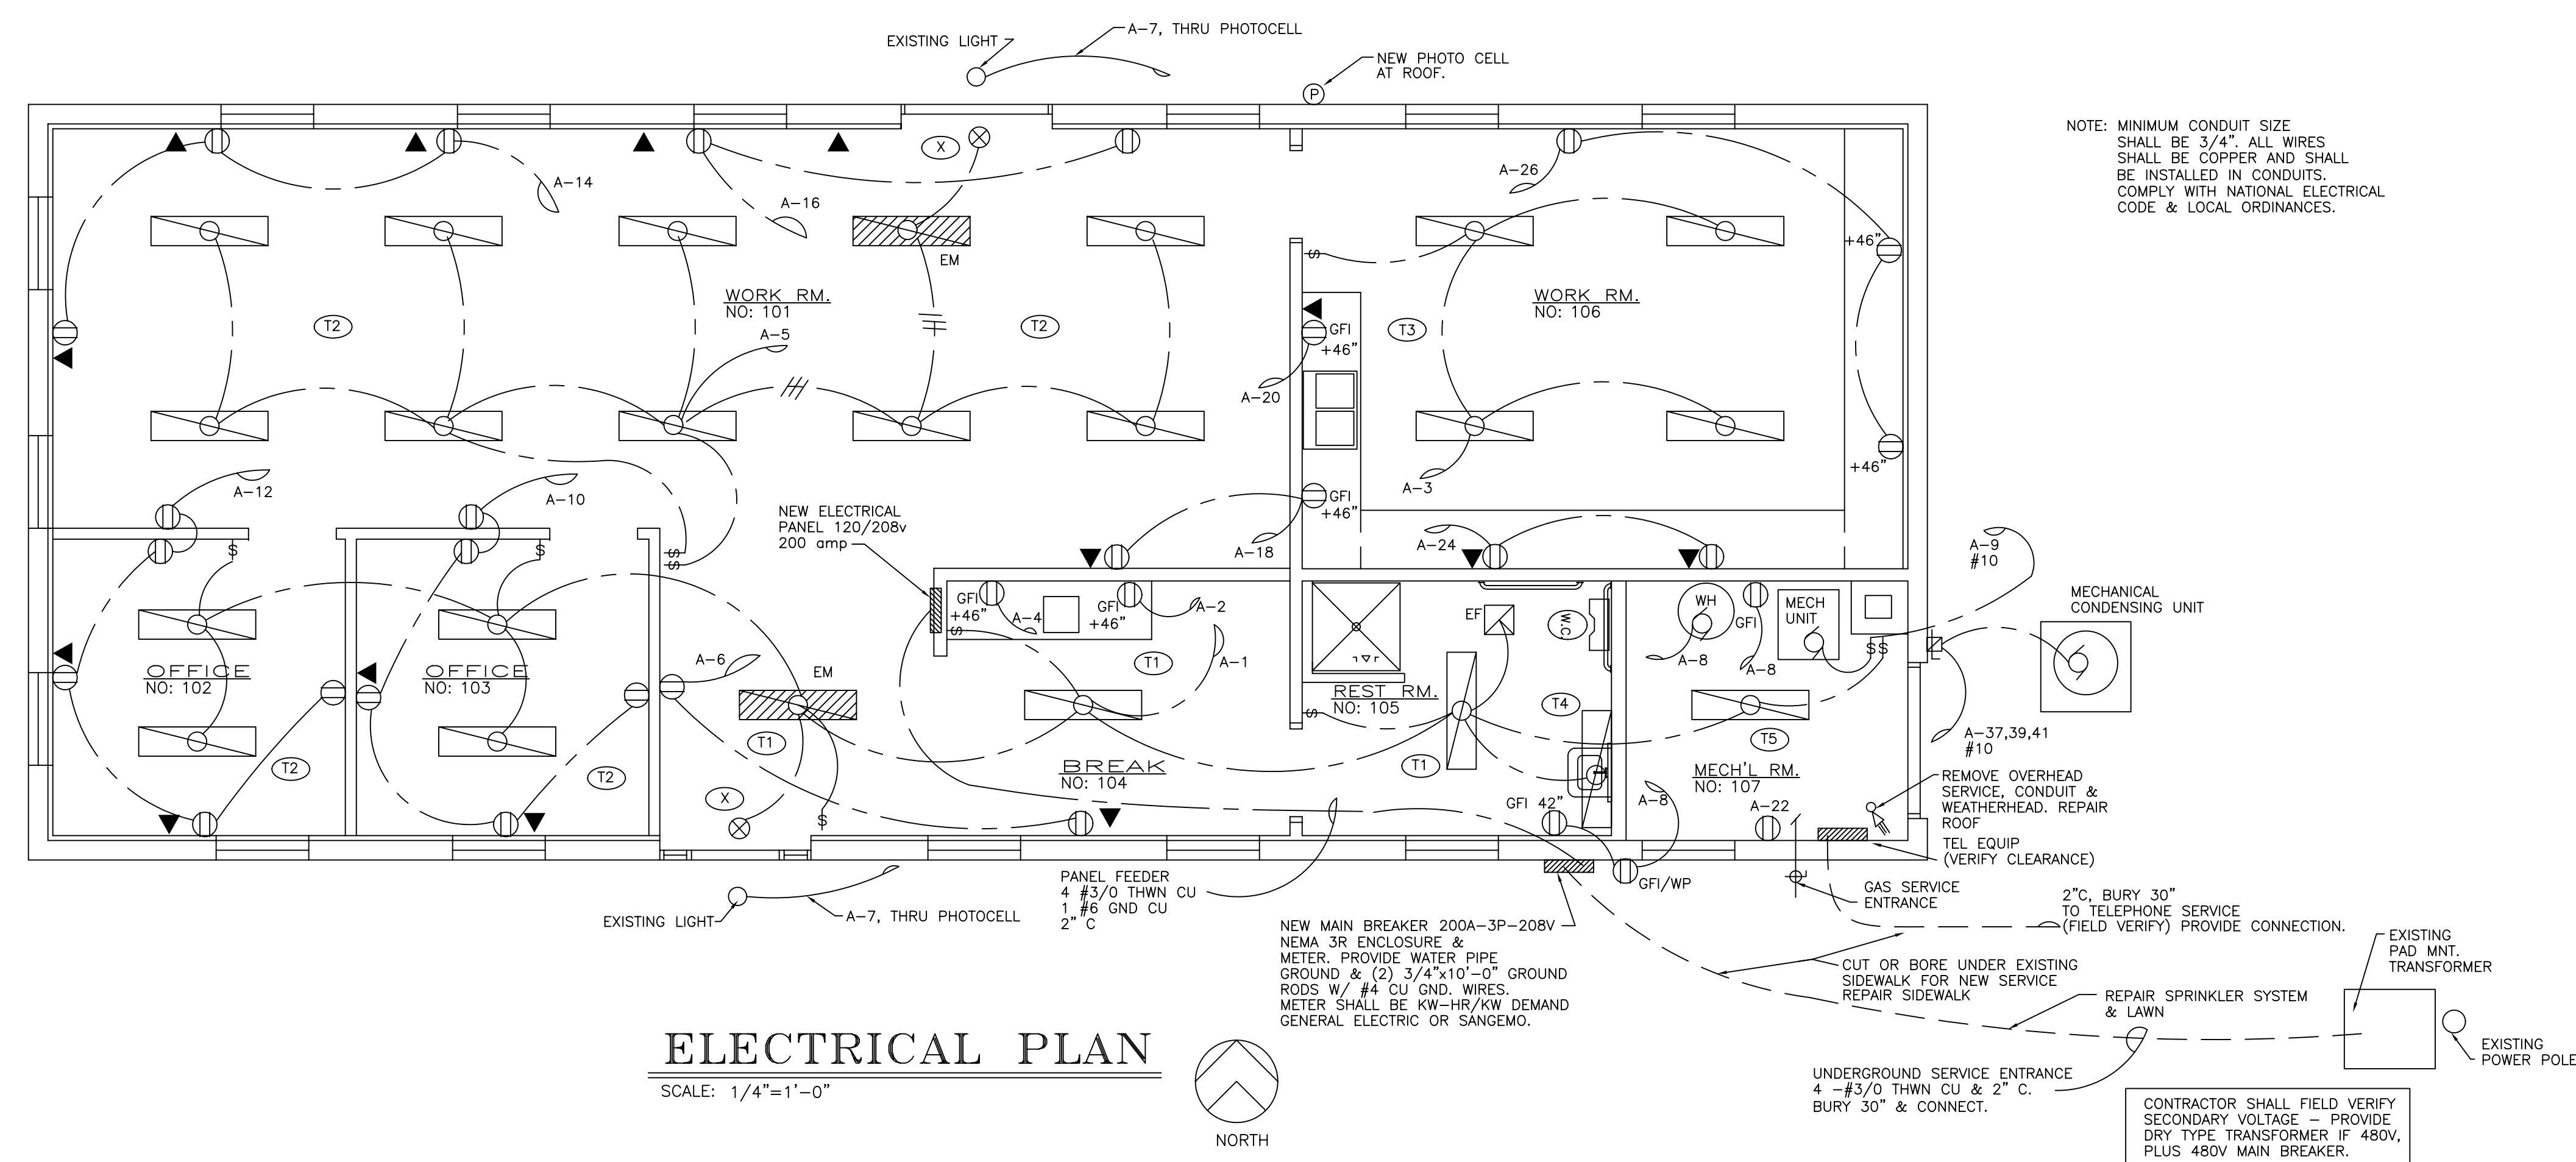 EXISTING LIGHT
A-7, THRU PHOTOCELL
NEW PHOTO CELL
AT ROOF.
P
NOTE: MINIMUM CONDUIT SIZE
SHALL BE 3/4". ALL WIRES
SHALL BE COPPER AND SHALL
BE INSTALLED IN CONDUITS.
COMPLY WITH NATIONAL ELECTRICAL
CODE & LOCAL ORDINANCES.
X
A-14
A-16
A-26
EM
+46"
WORK RM.
NO: 101
WORK RM.
NO: 106
T2
A-5
T2
GFI
+46"
T3
A-20
+46"
A-12
A-10
A-3
GFI
+46"
NEW ELECTRICAL
PANEL 120/208v
200 amp
A-18
A-24
S
S
S
S
S
A-9
#10
MECHANICAL
CONDENSING UNIT
GFI
+46"
A-4
GFI
+46"
A-2
S
EF
W.C.
WH
GFI
MECH
UNIT
A-8
A-8
S S
OFFICE
NO: 102
OFFICE
NO: 103
A-6
EM
T1
A-1
REST RM.
NO: 105
S
T4
T1
T5
A-37,39,41
#10
T2
T2
X
S
T1
BREAK
NO: 104
MECH'L RM.
NO: 107
A-8
A-22
GFI 42"
REMOVE OVERHEAD
SERVICE, CONDUIT &
WEATHERHEAD. REPAIR
ROOF
TEL EQUIP
(VERIFY CLEARANCE)
GFI/WP
PANEL FEEDER
4 #3/0 THWN CU
1 #6 GND CU
2" C
EXISTING LIGHT
A-7, THRU PHOTOCELL
GAS SERVICE
ENTRANCE
2"C, BURY 30"
TO TELEPHONE SERVICE
(FIELD VERIFY) PROVIDE CONNECTION.
NEW MAIN BREAKER 200A-3P-208V
NEMA 3R ENCLOSURE &
METER. PROVIDE WATER PIPE
GROUND & (2) 3/4"x10'-0" GROUND
RODS W/ #4 CU GND. WIRES.
METER SHALL BE KW-HR/KW DEMAND
GENERAL ELECTRIC OR SANGEMO.
CUT OR BORE UNDER EXISTING
SIDEWALK FOR NEW SERVICE
REPAIR SIDEWALK
EXISTING
PAD MNT.
TRANSFORMER
REPAIR SPRINKLER SYSTEM
& LAWN
EXISTING
POWER POLE
UNDERGROUND SERVICE ENTRANCE
4 -#3/0 THWN CU & 2" C.
BURY 30" & CONNECT.
CONTRACTOR SHALL FIELD VERIFY
SECONDARY VOLTAGE - PROVIDE
DRY TYPE TRANSFORMER IF 480V,
PLUS 480V MAIN BREAKER.
ELECTRICAL PLAN
SCALE: 1/4"=1'-0"
NORTH